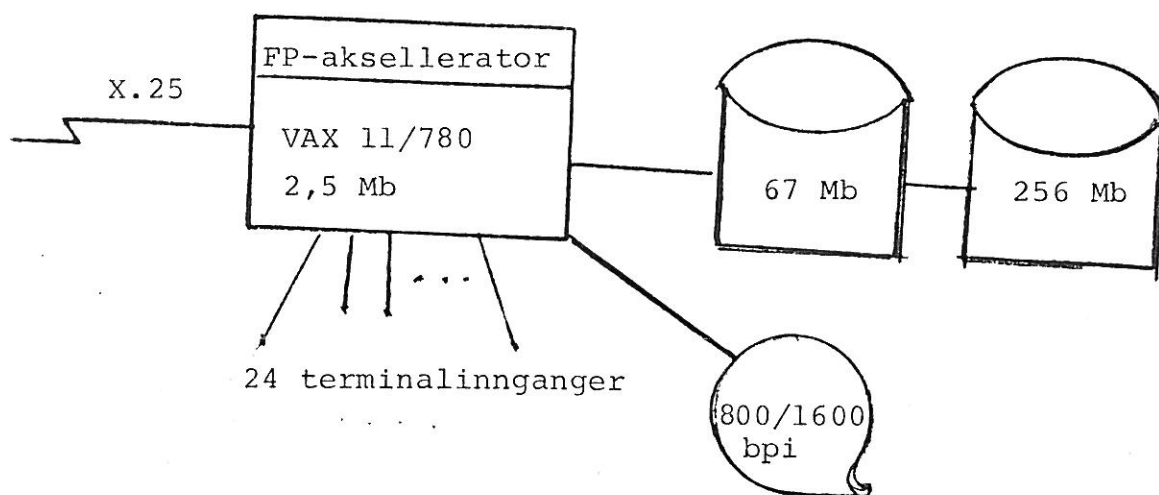 FP-aksellerator
X.25
VAX 11/780
2,5 Mb
67 Mb
256 Mb
24 terminalinnganger
800/1600
bpi